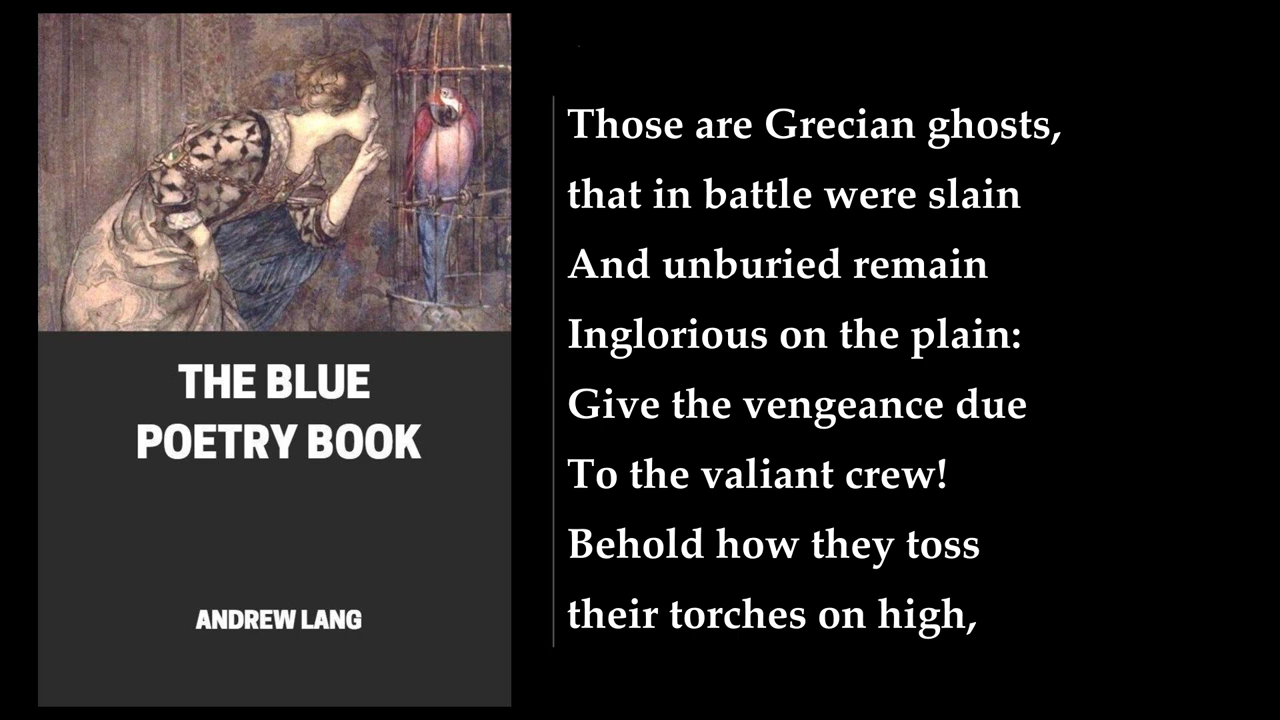 THE BLUE
POETRY BOOK
ANDREW LANG
Those are Grecian ghosts,
that in battle were slain
And unburied remain
Inglorious on the plain:
Give the vengeance due
To the valiant crew!
Behold how they toss
their torches on high,